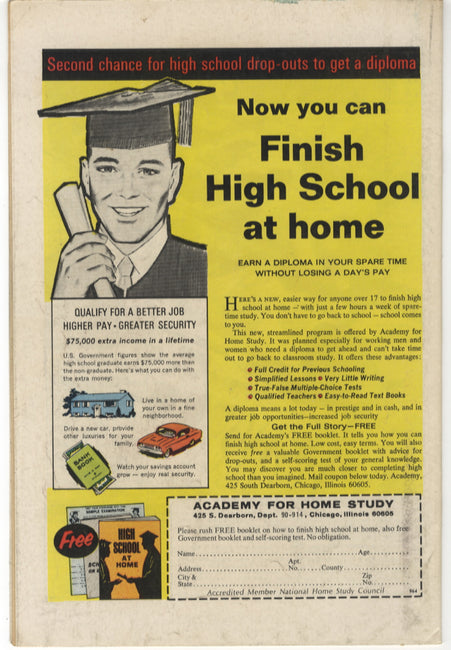 Second chance for high school drop-outs to get a diploma
Now you can
Finish
High School
at home
EARN A DIPLOMA IN YOUR SPARE TIME
WITHOUT LOSING A DAY'S PAY
HERE'S A NEW, easier way for anyone over 17 to finish high
school at home — with just a few hours a week of spare-
time study. You don't have to go back to school — school comes
to you.
This new, streamlined program is offered by Academy for
Home Study. It was planned especially for working men and
women who need a diploma to get ahead and can't take time
out to go back to classroom study. It offers these advantages:
Full Credit for Previous Schooling
Simplified Lessons • Very Little Writing
True-False Multiple-Choice Tests
Qualified Teachers • Easy-to-Read Text Books
A diploma means a lot today — in prestige and in cash, and in
greater job opportunities—increased job security
Get the Full Story—FREE
Send for Academy's FREE booklet. It tells you how you can
finish high school at home. Low cost, easy terms. You will also
receive free a valuable Government booklet with advice for
drop-outs, and a self-scoring test of your general knowledge.
You may discover you are much closer to completing high
school than you imagined. Mail coupon below today. Academy,
425 South Dearborn, Chicago, Illinois 60605.
QUALIFY FOR A BETTER JOB
HIGHER PAY • GREATER SECURITY
$75,000 extra income in a lifetime
U.S. Government figures show the average
high school graduate earns $75,000 more than
the non-graduate. Here's what you can do with
the extra money:
Live in a home of
your own in a fine
neighborhood.
Drive a new car, provide
other luxuries for your
family.
BANK
BOOK
Watch your savings account
grow — enjoy real security.
Free
SAMPLE EXAMINATION
HIGH
SCHOOL
AT
HOME
ACADEMY FOR HOME STUDY
425 S. Dearborn, Dept. 90-914, Chicago, Illinois 60605
Please rush FREE booklet on how to finish high school at home, also free
Government booklet and self-scoring test. No obligation.
Name Age
Address Apt. No. County
City & State Zip No.
Accredited Member National Home Study Council 964